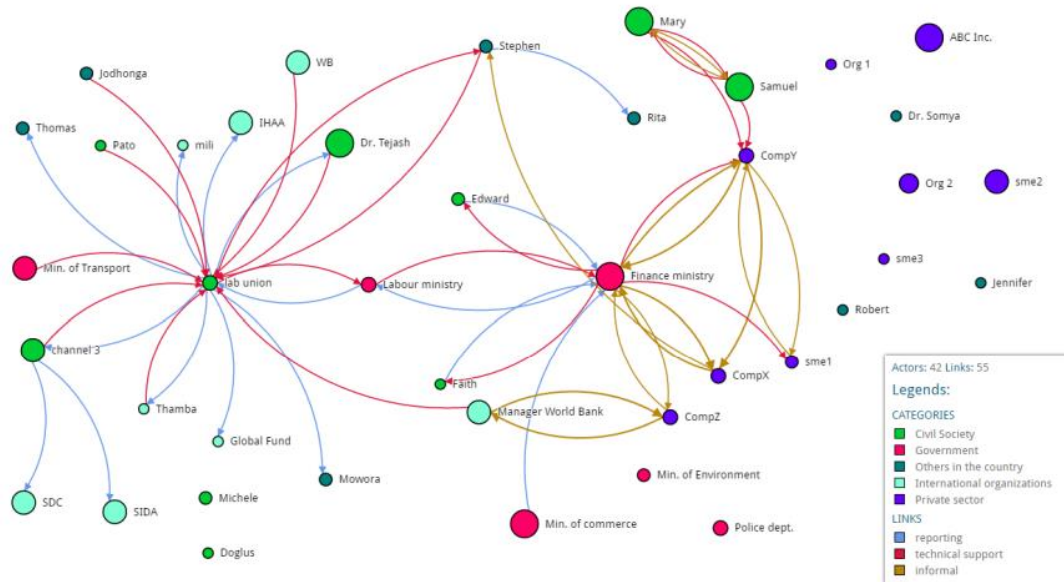 Mary
ABC Inc.
Stephen
WB
Org 1
Jodhonga
Samuel
IHAA
Dr. Somya
Rita
Thomas
Dr. Tejash
Pato
mili
CompY
Org 2
sme2
Edward
sme3
Min. of Transport
Finance ministry
slab union
Labour ministry
Jennifer
Robert
channel 3
sme1
CompX
Faith
Thamba
Manager World Bank
CompZ
Global Fund
Min. of Environment
Mowora
Michele
SDC
SIDA
Min. of commerce
Police dept.
Doglus
Actors: 42 Links: 55
Legends:
CATEGORIES
Civil Society
Government
Others in the country
International organizations
Private sector
LINKS
reporting
technical support
informal